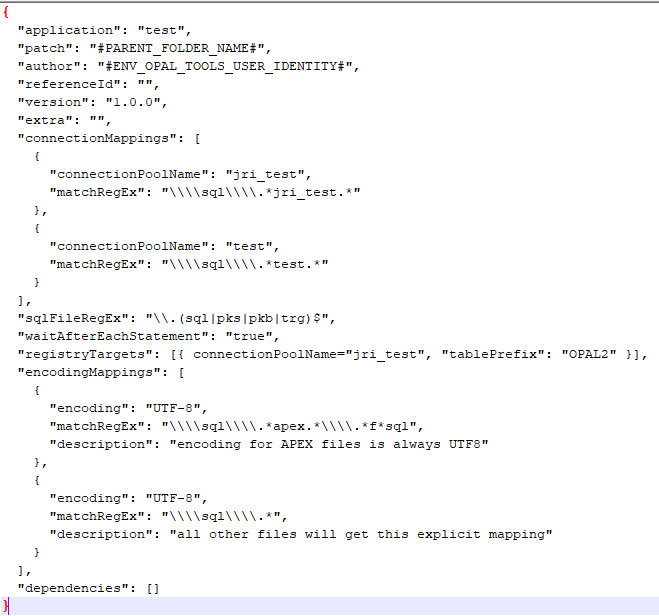 {
  "application": "test",
  "patch": "#PARENT_FOLDER_NAME#",
  "author": "#ENV_OPAL_TOOLS_USER_IDENTITY#",
  "referenceId": "",
  "version": "1.0.0",
  "extra": "",
  "connectionMappings": [
    {
      "connectionPoolName": "jri_test",
      "matchRegEx": "\\\\sql\\\\.*jri_test.*"
    },
    {
      "connectionPoolName": "test",
      "matchRegEx": "\\\\sql\\\\.*test.*"
    }
  ],
  "sqlFileRegEx": "\\.(sql|pks|pkb|trg)$",
  "waitAfterEachStatement": "true",
  "registryTargets": [{ connectionPoolName="jri_test", "tablePrefix": "OPAL2" }],
  "encodingMappings": [
    {
      "encoding": "UTF-8",
      "matchRegEx": "\\\\sql\\\\.*apex.*\\\\.*f*sql",
      "description": "encoding for APEX files is always UTF8"
    },
    {
      "encoding": "UTF-8",
      "matchRegEx": "\\\\sql\\\\.*",
      "description": "all other files will get this explicit mapping"
    }
  ],
  "dependencies": []
}